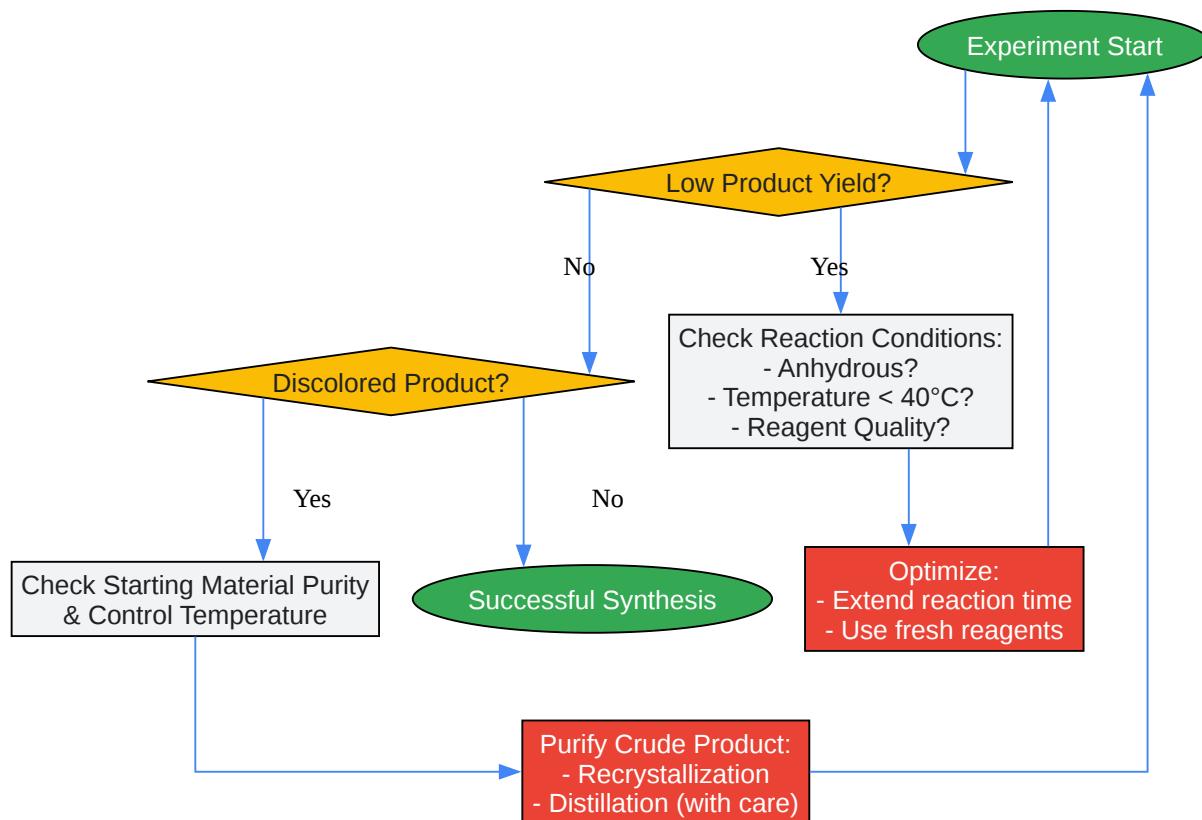 Experiment Start
Low Product Yield?
No
Yes
Check Reaction Conditions:
- Anhydrous?
- Temperature < 40°C?
- Reagent Quality?
Discolored Product?
Yes
No
Optimize:
- Extend reaction time
- Use fresh reagents
Check Starting Material Purity
& Control Temperature
Successful Synthesis
Purify Crude Product:
- Recrystallization
- Distillation (with care)